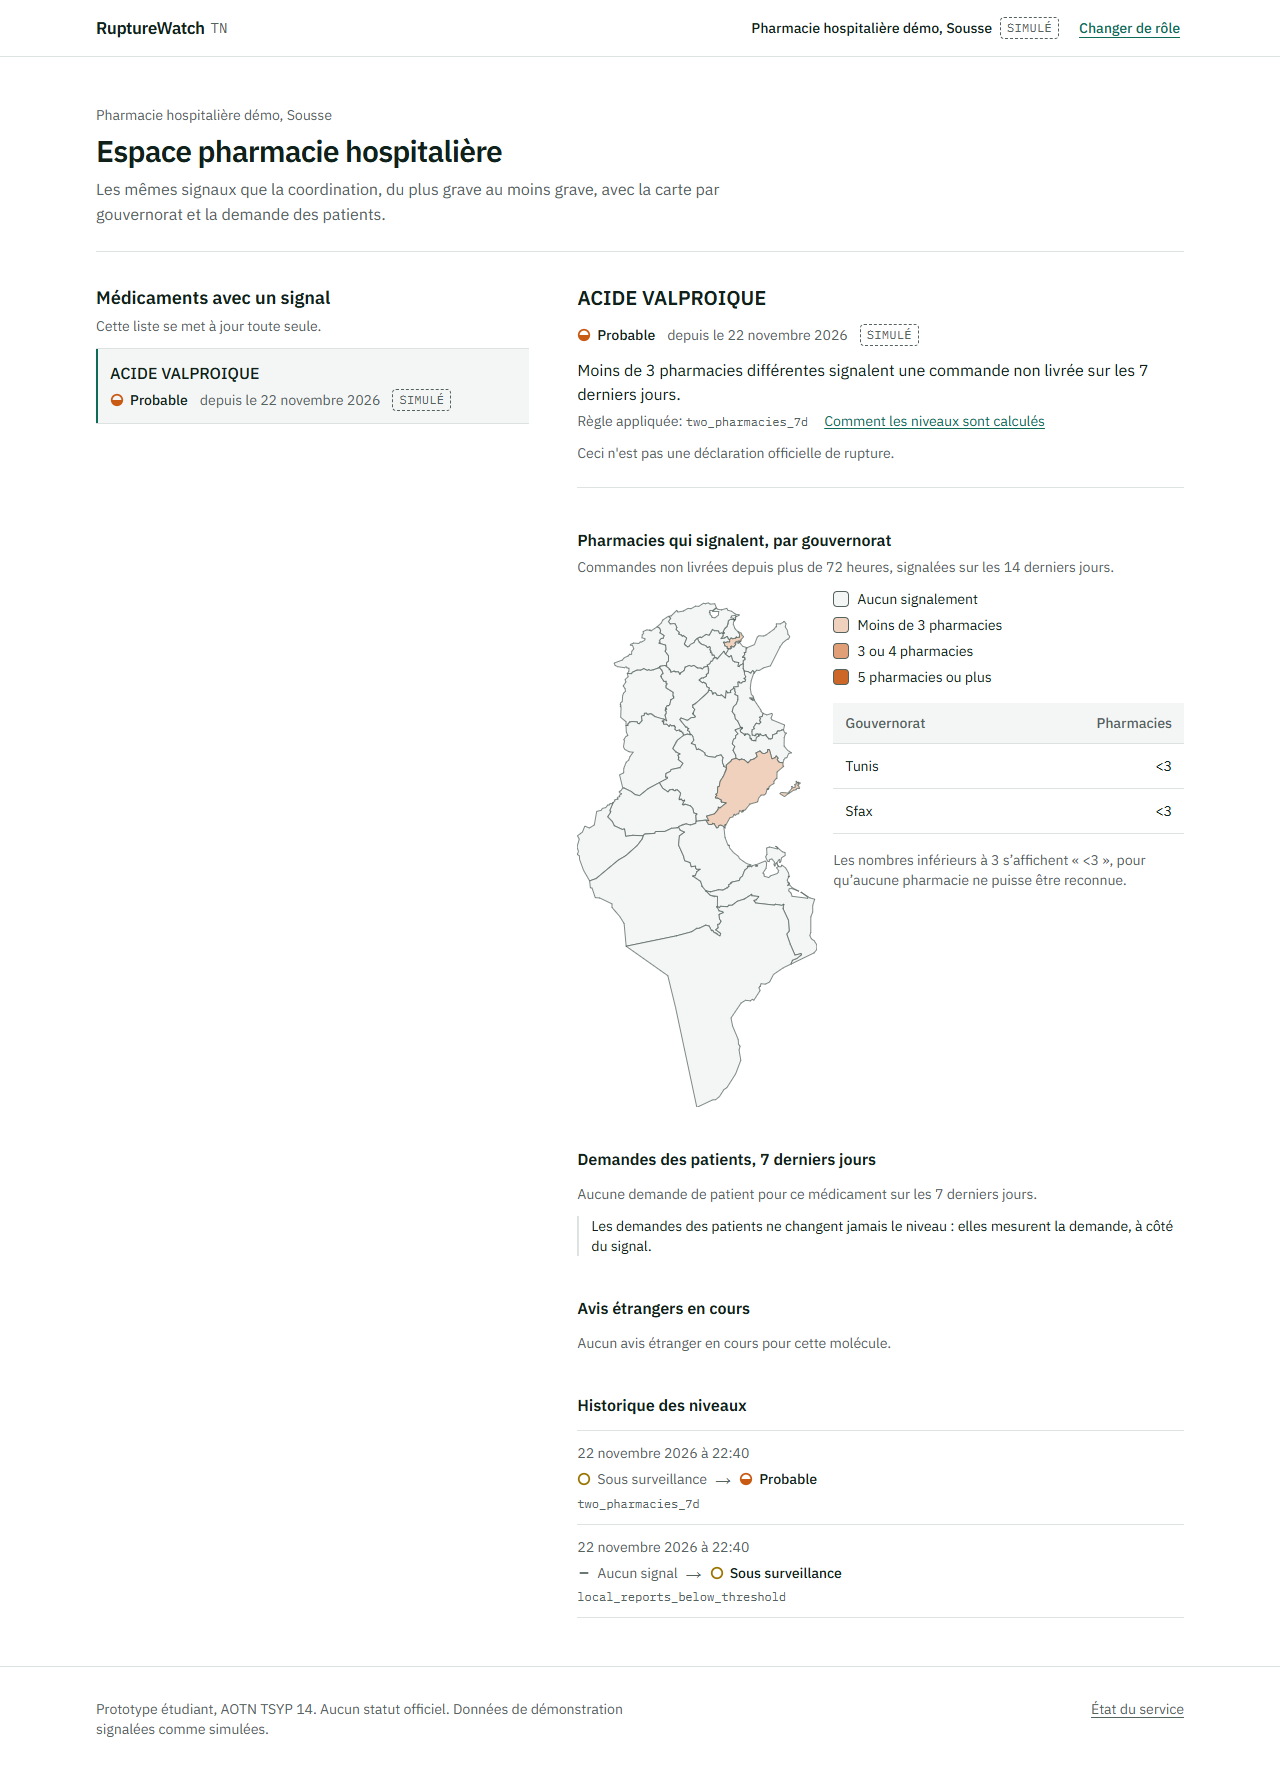 RuptureWatch TN
Pharmacie hospitalière démo, Sousse SIMULÉ Changer de rôle
Pharmacie hospitalière démo, Sousse
Espace pharmacie hospitalière
Les mêmes signaux que la coordination, du plus grave au moins grave, avec la carte par
gouvernorat et la demande des patients.
Médicaments avec un signal
Cette liste se met à jour toute seule.
ACIDE VALPROIQUE
Probable depuis le 22 novembre 2026 SIMULÉ
ACIDE VALPROIQUE
Probable depuis le 22 novembre 2026 SIMULÉ
Moins de 3 pharmacies différentes signalent une commande non livrée sur les 7
derniers jours.
Règle appliquée: two_pharmacies_7d Comment les niveaux sont calculés
Ceci n'est pas une déclaration officielle de rupture.
Pharmacies qui signalent, par gouvernorat
Commandes non livrées depuis plus de 72 heures, signalées sur les 14 derniers jours.
Aucun signalement
Moins de 3 pharmacies
3 ou 4 pharmacies
5 pharmacies ou plus
Gouvernorat Pharmacies
Tunis <3
Sfax <3
Les nombres inférieurs à 3 s’affichent « <3 », pour
qu’aucune pharmacie ne puisse être reconnue.
Demandes des patients, 7 derniers jours
Aucune demande de patient pour ce médicament sur les 7 derniers jours.
Les demandes des patients ne changent jamais le niveau : elles mesurent la demande, à côté
du signal.
Avis étrangers en cours
Aucun avis étranger en cours pour cette molécule.
Historique des niveaux
22 novembre 2026 à 22:40
Sous surveillance → Probable
two_pharmacies_7d
22 novembre 2026 à 22:40
Aucun signal → Sous surveillance
local_reports_below_threshold
Prototype étudiant, AOTN TSYP 14. Aucun statut officiel. Données de démonstration
signalées comme simulées.
État du service